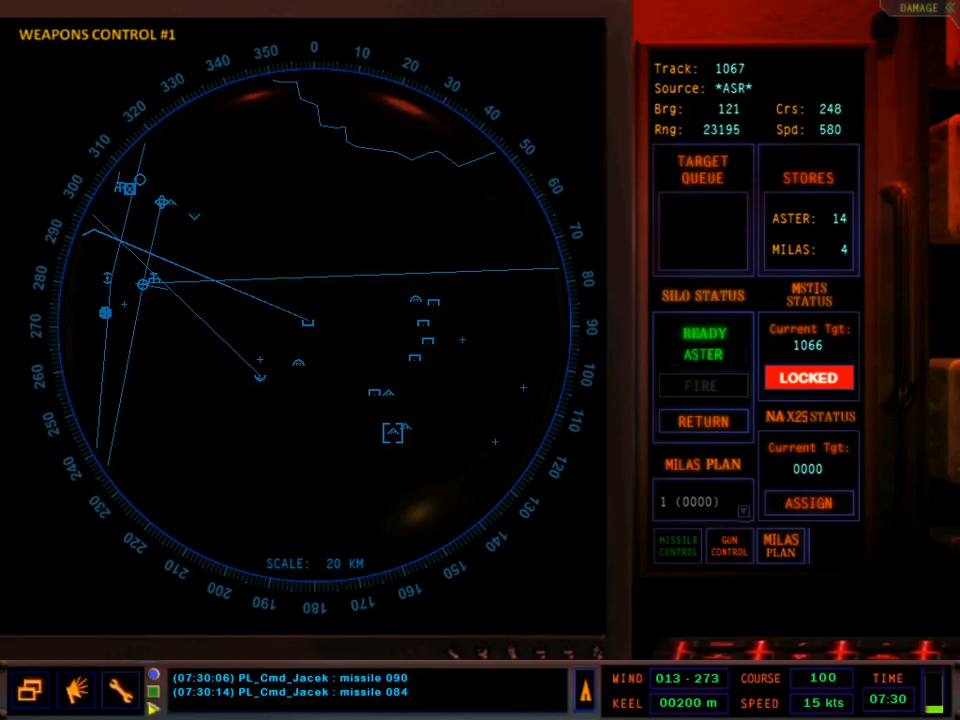 DAMAGE
WEAPONS CONTROL #1
350 0 10
340 20
330 30
320 40
310 50
300 60
290 70
280 80
270 90
260 100
250 110
240 120
230 130
220 140
210 150
200 160
190 180 170
SCALE: 20 KM
Track: 1067
Source: *ASR*
Brg: 121 Crs: 248
Rng: 23195 Spd: 580
TARGET
QUEUE
STORES
ASTER: 14
MILAS: 4
SILO STATUS
READY
ASTER
FIRE
RETURN
MSTIS
STATUS
Current Tgt:
1066
LOCKED
MILAS PLAN
1 (0000)
NA-X25 STATUS
Current Tgt:
0000
ASSIGN
MISSILE
CONTROL
GUN
CONTROL
MILAS
PLAN
(07:30:06) PL_Cmd_Jacek : missile 090
(07:30:14) PL_Cmd_Jacek : missile 084
WIND 013 - 273 COURSE 100 TIME
KEEL 00200 m SPEED 15 kts 07:30